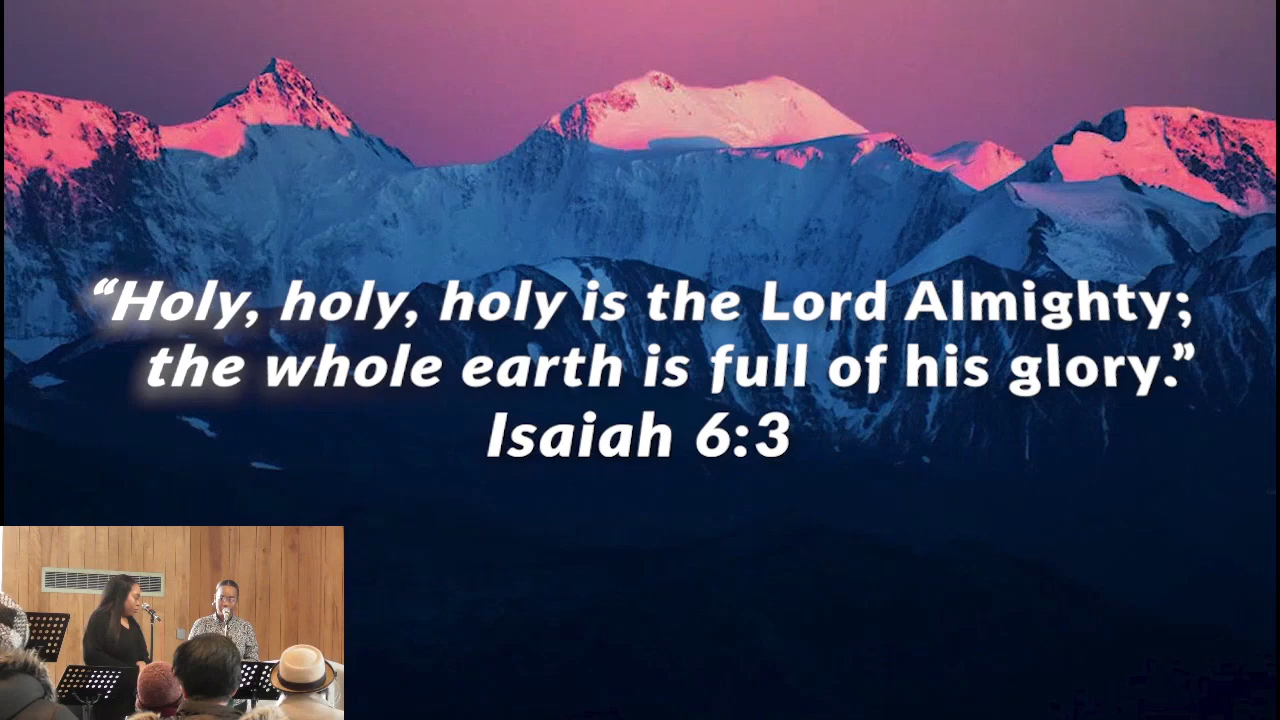 “Holy, holy, holy is the Lord Almighty;
the whole earth is full of his glory.”
Isaiah 6:3